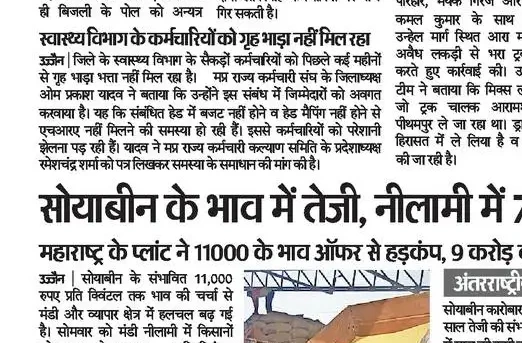 ही बिजली के पोल को अन्यत्र गिर सकती है।
स्वास्थ्य विभाग के कर्मचारियों को गृह भाड़ा नहीं मिल रहा
उज्जैन | जिले के स्वास्थ्य विभाग के सैकड़ों कर्मचारियों को पिछले कई महीनों
से गृह भाड़ा भत्ता नहीं मिल रहा है। मप्र राज्य कर्मचारी संघ के जिलाध्यक्ष
ओम प्रकाश यादव ने बताया कि उन्होंने इस संबंध में जिम्मेदारों को अवगत
करवाया है। यह कि संबंधित हेड में बजट नहीं होने व हेड मैपिंग नहीं होने से
एचआरए नहीं मिलने की समस्या हो रही हैं। इससे कर्मचारियों को परेशानी
झेलना पड़ रही हैं। यादव ने मप्र राज्य कर्मचारी कल्याण समिति के प्रदेशाध्यक्ष
रमेशचंद्र शर्मा को पत्र लिखकर समस्या के समाधान की मांग की है।
कमल कुमार के साथ
उन्हेल मार्ग स्थित आरा
अवैध लकड़ी से भरा
करते हुए कार्रवाई की।
टीम ने बताया कि मिक्स
जो ट्रक चालक आराम
पीथमपुर ले जा रहा था।
हिरासत में ले लिया है व
की जा रही है।
सोयाबीन के भाव में तेजी, नीलामी में
महाराष्ट्र के प्लांट ने 11000 के भाव ऑफर से हड़कंप, 9 करोड़
उज्जैन | सोयाबीन के संभावित 11,000
रुपए प्रति क्विंटल तक भाव की चर्चा से
मंडी और व्यापार क्षेत्र में हलचल बढ़ गई
है। सोमवार को मंडी नीलामी में किसानों
अंतरराष्ट्री
सोयाबीन कारोबार
साल तेजी की